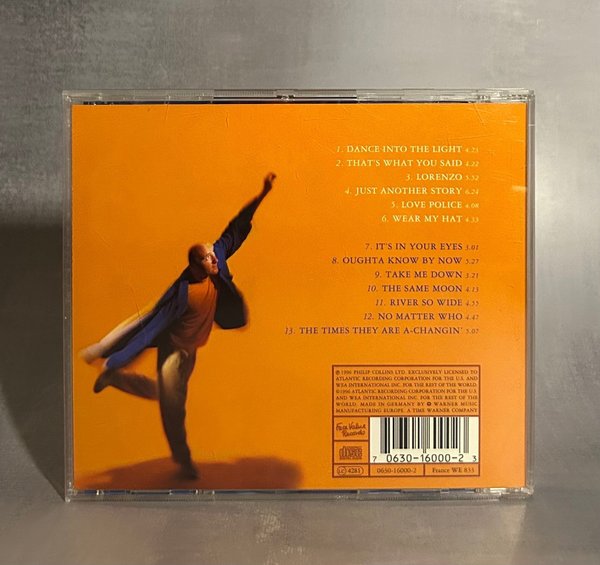 1. DANCE INTO THE LIGHT 4.23
2. THAT'S WHAT YOU SAID 4.22
3. LORENZO 5.52
4. JUST ANOTHER STORY 6.24
5. LOVE POLICE 4.08
6. WEAR MY HAT 4.33
7. IT'S IN YOUR EYES 3.01
8. OUGHTA KNOW BY NOW 5.27
9. TAKE ME DOWN 3.21
10. THE SAME MOON 4.13
11. RIVER SO WIDE 4.55
12. NO MATTER WHO 4.47
13. THE TIMES THEY ARE A-CHANGIN' 5.07
℗ 1996 PHILIP COLLINS LTD. EXCLUSIVELY LICENSED TO
ATLANTIC RECORDING CORPORATION FOR THE U.S. AND
WEA INTERNATIONAL INC. FOR THE REST OF THE WORLD.
©1996 ATLANTIC RECORDING CORPORATION FOR THE U.S.
AND WEA INTERNATIONAL INC. FOR THE REST OF THE
WORLD. MADE IN GERMANY BY WARNER MUSIC
MANUFACTURING EUROPE. A TIME WARNER COMPANY
Face Value
Records
COMPACT
disc
DIGITAL AUDIO
LC 4281
7 0630-16000-2 3
0630-16000-2
France WE 833